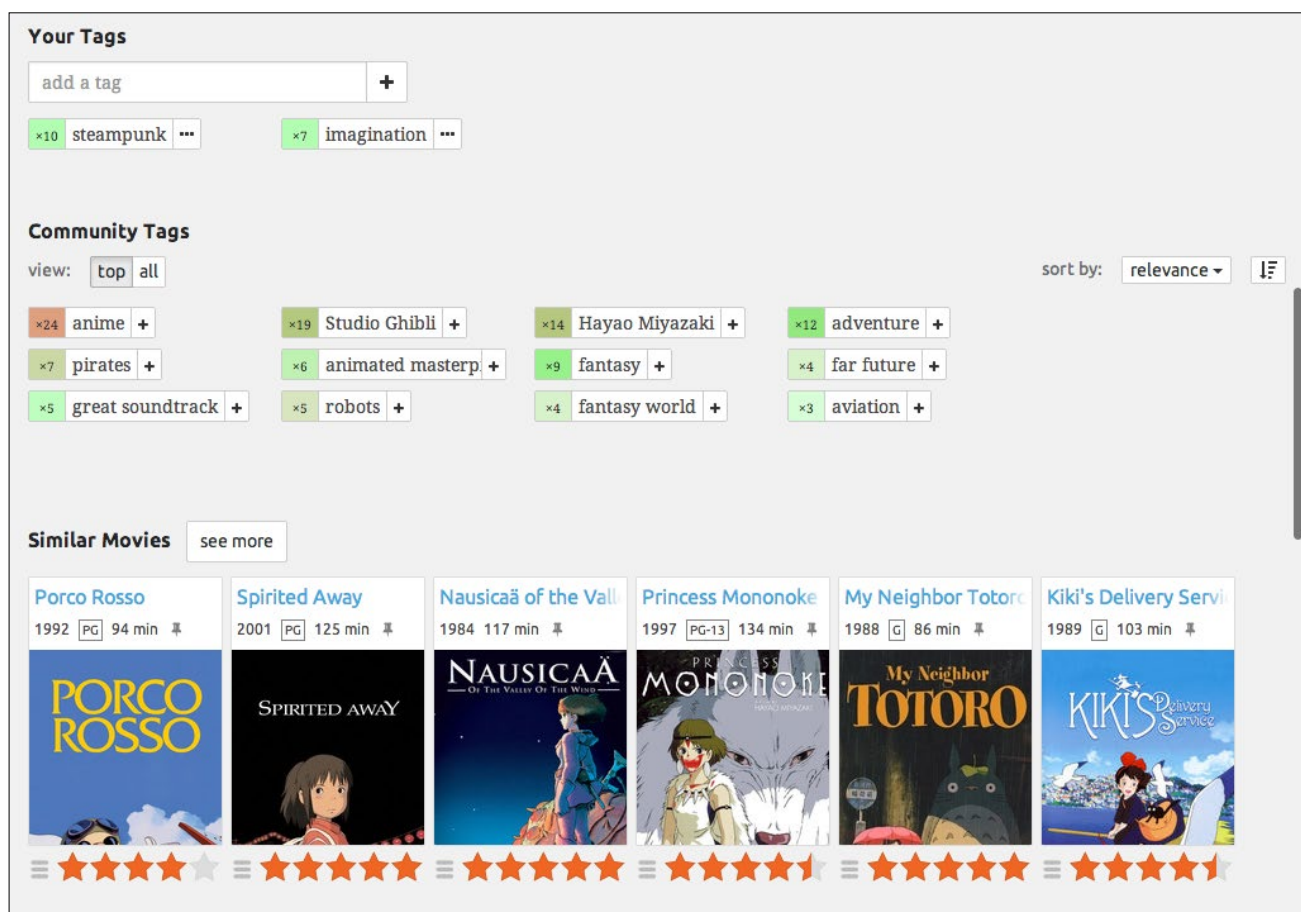 Your Tags
add a tag +
×10 steampunk ••• ×7 imagination •••
Community Tags
view: top all sort by: relevance
×24 anime + ×19 Studio Ghibli + ×14 Hayao Miyazaki + ×12 adventure +
×7 pirates + ×6 animated masterp + ×9 fantasy + ×4 far future +
×5 great soundtrack + ×5 robots + ×4 fantasy world + ×3 aviation +
Similar Movies see more
Porco Rosso Spirited Away Nausicaä of the Vall Princess Mononoke My Neighbor Totoro Kiki's Delivery Servi
1992 PG 94 min 2001 PG 125 min 1984 117 min 1997 PG-13 134 min 1988 G 86 min 1989 G 103 min
PORCO
ROSSO
SPIRITED AWAY
NAUSICAÄ
OF THE VALLEY OF THE WIND
PRINCESS
MONONOKE
HAYAO MIYAZAKI
My Neighbor
TOTORO
KIKI'S Delivery
Service